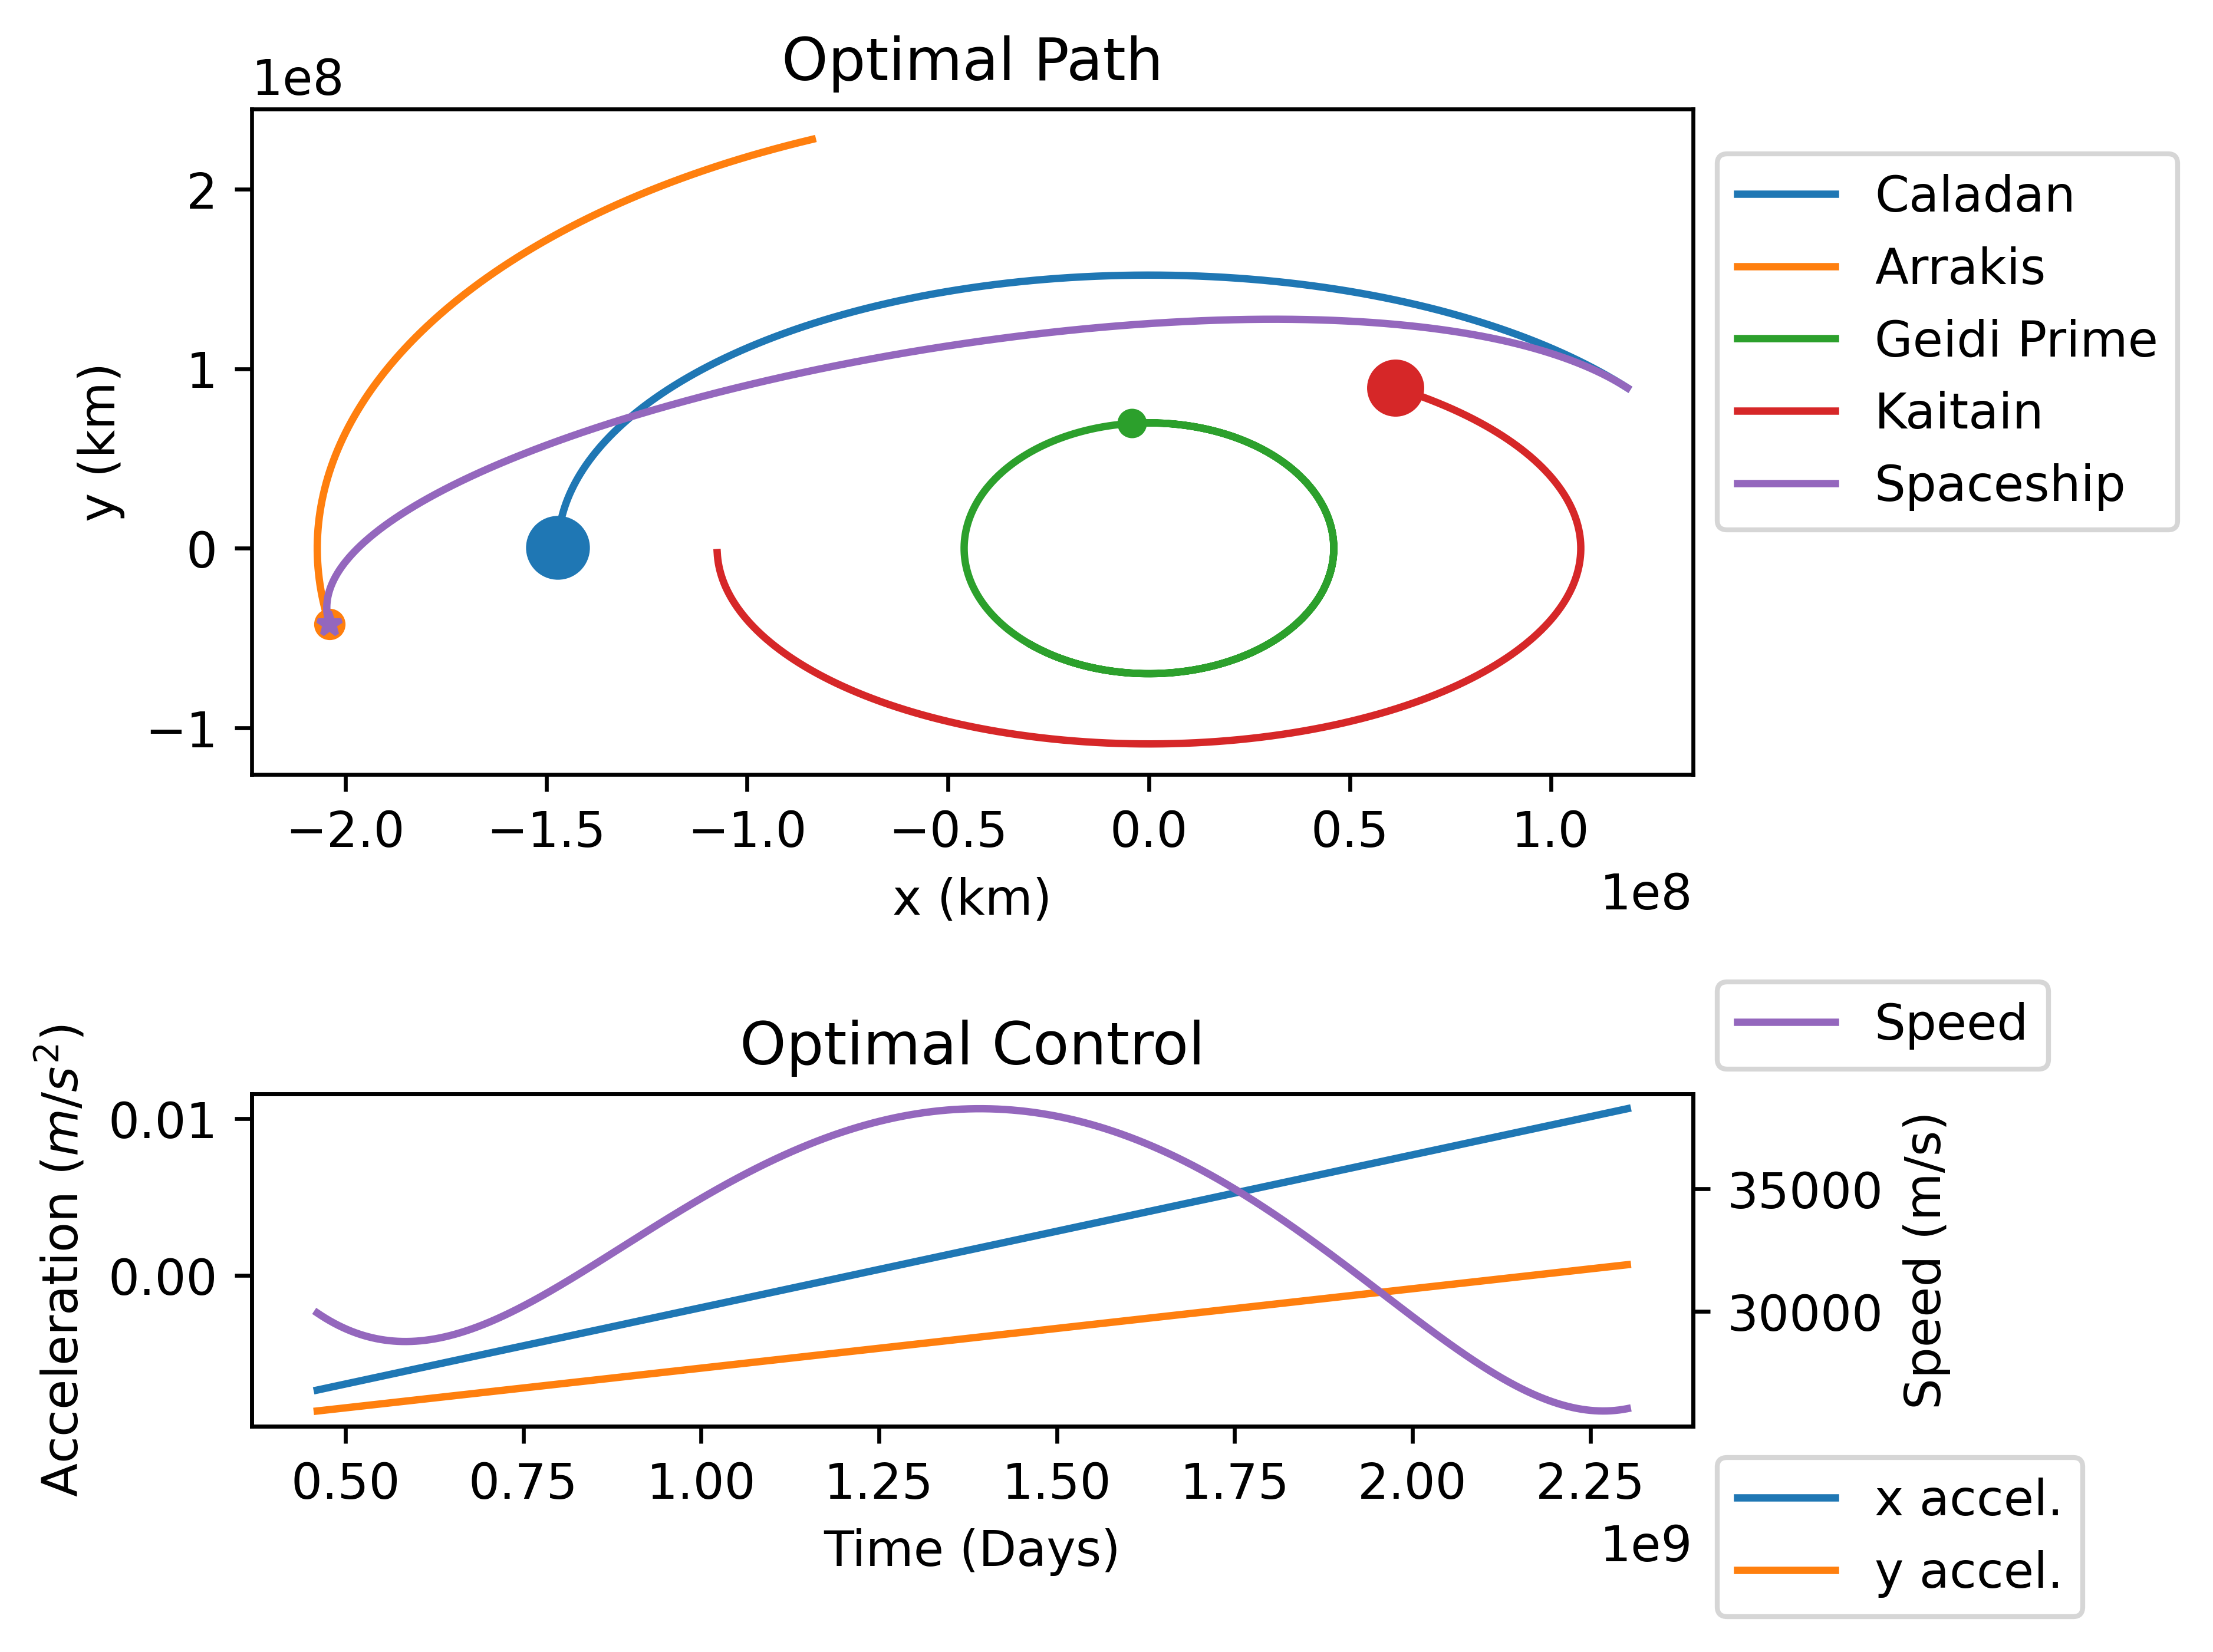 Optimal Path
1e8
2
1
0
−1
y (km)
−2.0 −1.5 −1.0 −0.5 0.0 0.5 1.0
x (km)
1e8
Caladan
Arrakis
Geidi Prime
Kaitain
Spaceship
Optimal Control
Speed
Acceleration (m/s²)
0.01
0.00
35000
30000
Speed (m/s)
0.50 0.75 1.00 1.25 1.50 1.75 2.00 2.25
Time (Days)
1e9
x accel.
y accel.